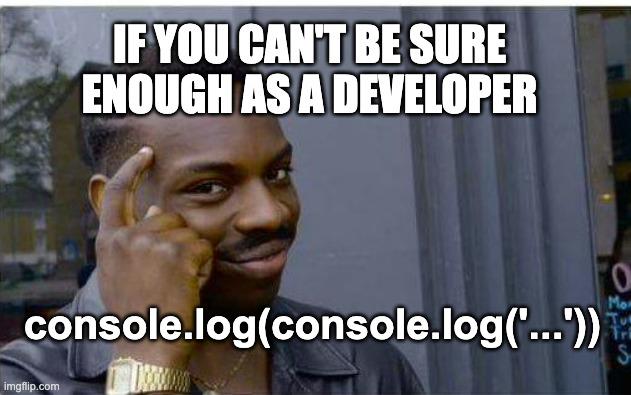 IF YOU CAN'T BE SURE
ENOUGH AS A DEVELOPER
console.log(console.log('...'))
imgflip.com